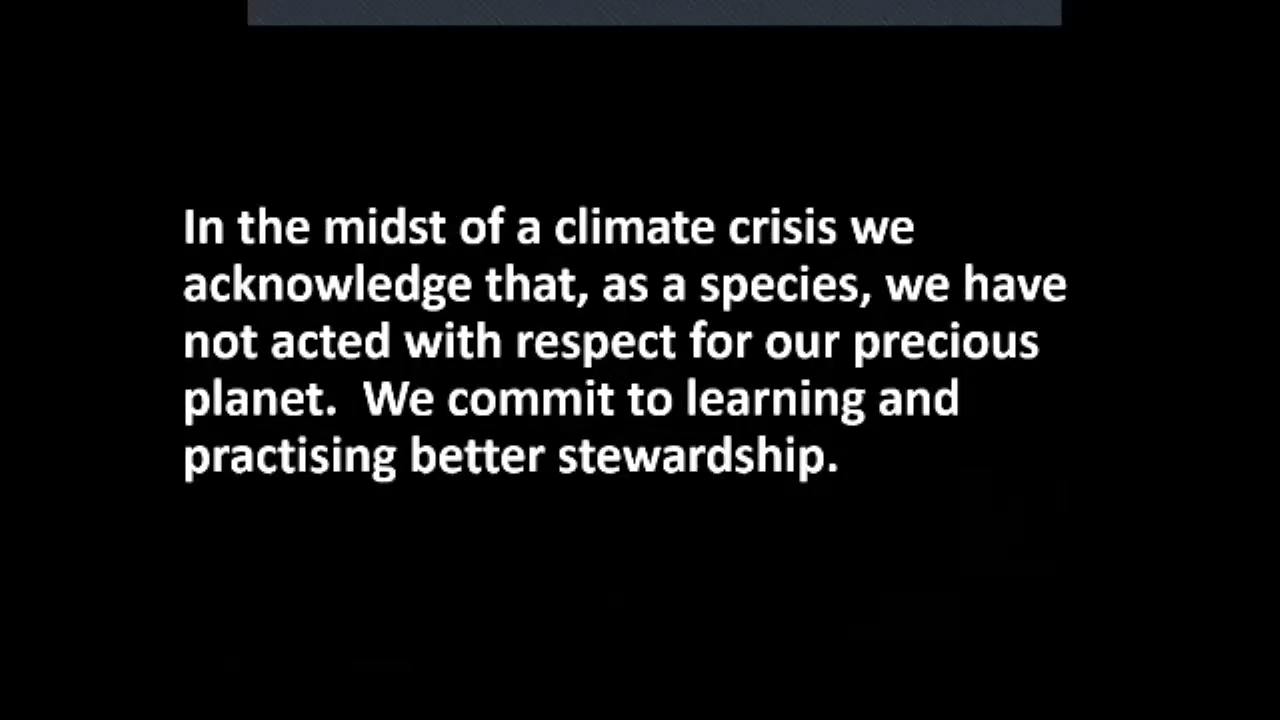 In the midst of a climate crisis we
acknowledge that, as a species, we have
not acted with respect for our precious
planet.  We commit to learning and
practising better stewardship.